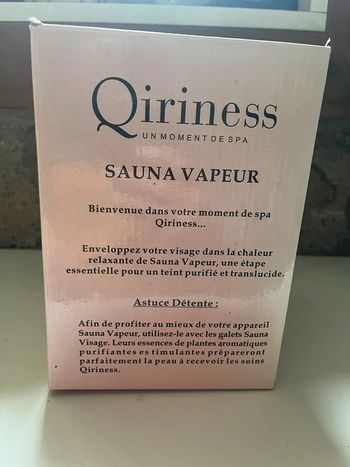 Qiriness
UN MOMENT DE SPA
SAUNA VAPEUR
Bienvenue dans votre moment de spa
Qiriness...
Enveloppez votre visage dans la chaleur
relaxante de Sauna Vapeur, une étape
essentielle pour un teint purifié et translucide.
Astuce Détente :
Afin de profiter au mieux de votre appareil
Sauna Vapeur, utilisez-le avec les galets Sauna
Visage. Leurs essences de plantes aromatiques
purifiantes es timulantes prépareront
parfaitement la peau à recevoir les soins
Qiriness.